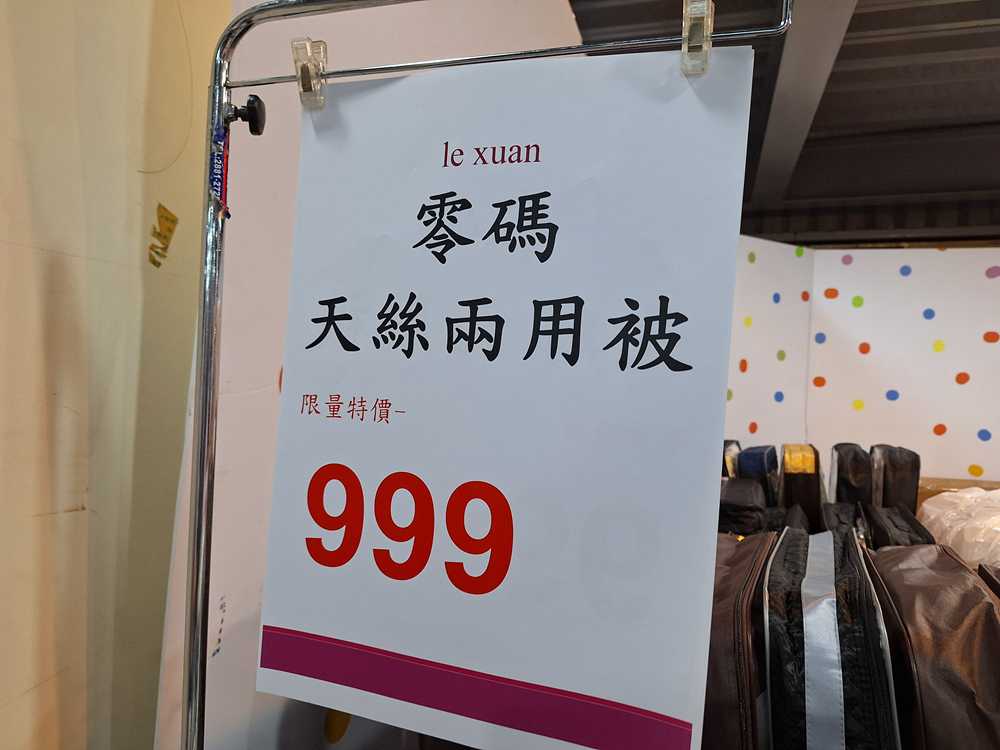 le xuan
零碼
天絲兩用被
限量特價-
999